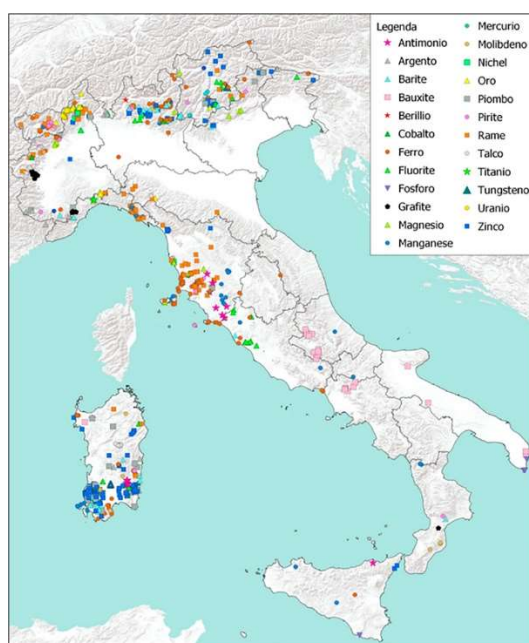 Legenda
Antimonio
Argento
Barite
Bauxite
Berillio
Cobalto
Ferro
Fluorite
Fosforo
Grafite
Magnesio
Manganese
Mercurio
Molibdeno
Nichel
Oro
Piombo
Pirite
Rame
Talco
Titanio
Tungsteno
Uranio
Zinco